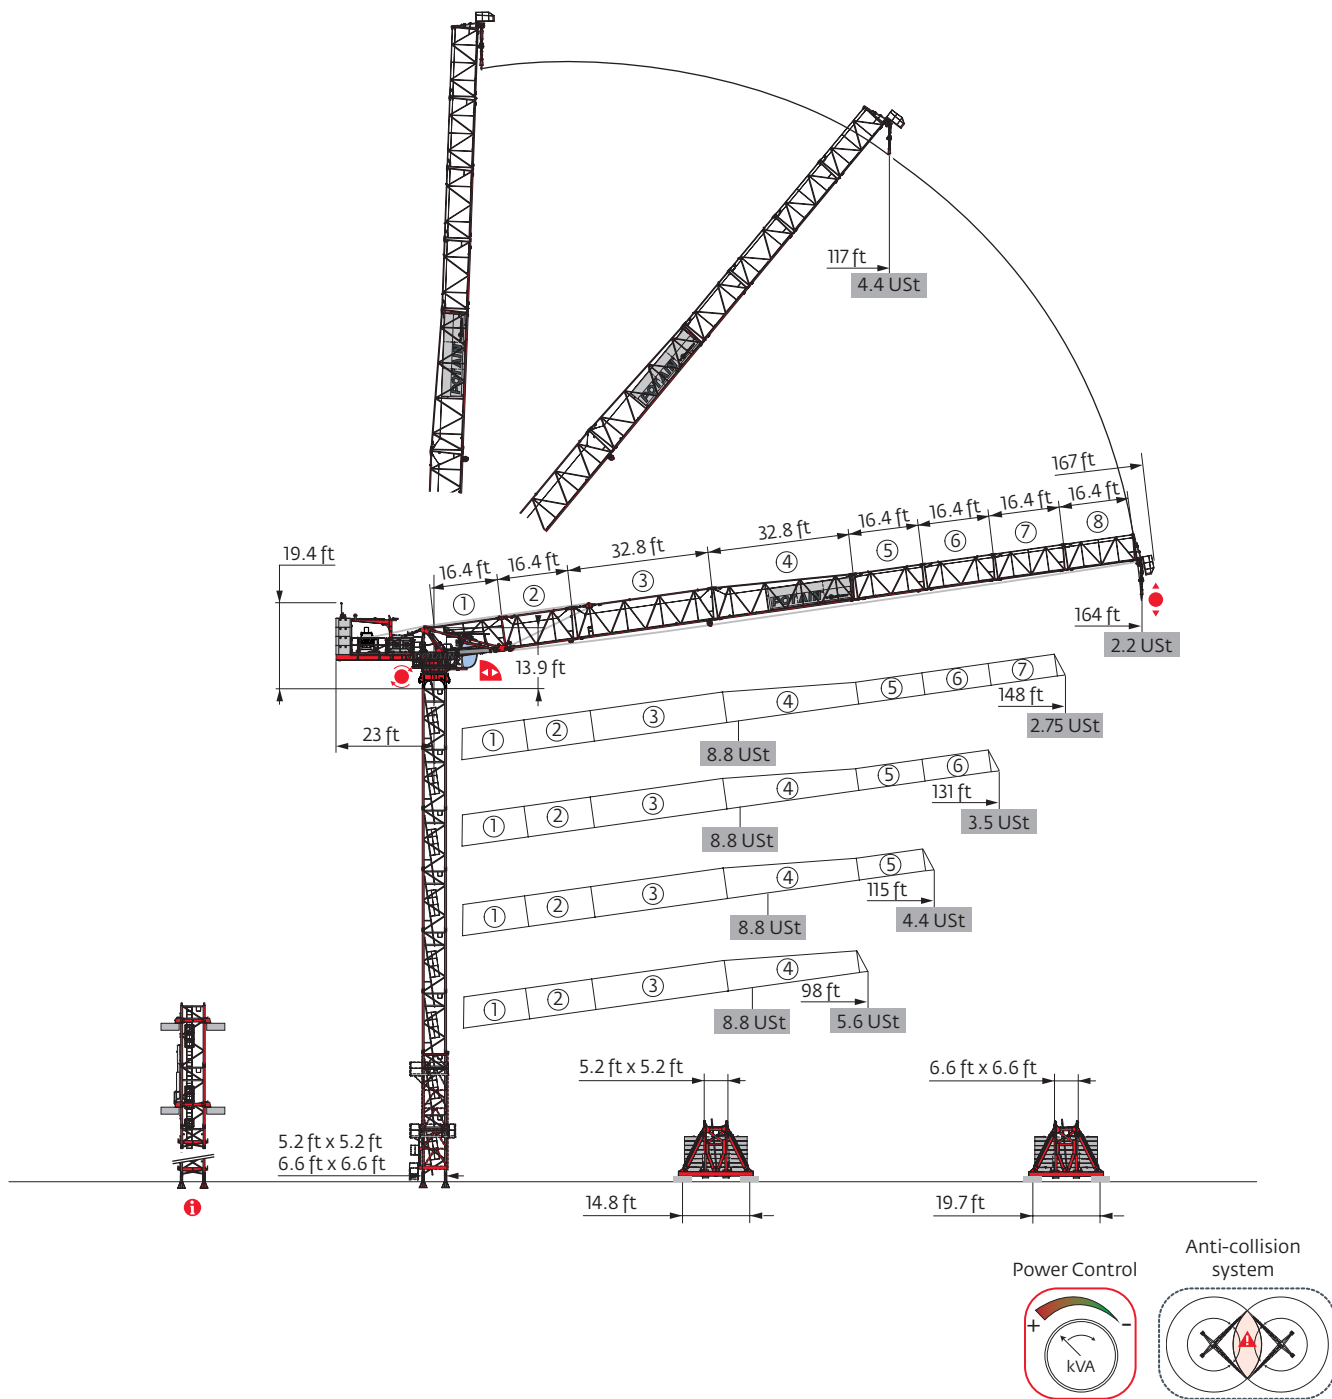 117 ft
4.4 USt
167 ft
16.4 ft
16.4 ft
16.4 ft
16.4 ft
32.8 ft
32.8 ft
16.4 ft
16.4 ft
19.4 ft
① ② ③ ④ ⑤ ⑥ ⑦ ⑧
POTAIN
POTAIN
POTAIN
164 ft
2.2 USt
13.9 ft
23 ft
① ② ③ ④ ⑤ ⑥ ⑦
148 ft
2.75 USt
8.8 USt
① ② ③ ④ ⑤ ⑥
131 ft
3.5 USt
8.8 USt
① ② ③ ④ ⑤
115 ft
4.4 USt
8.8 USt
① ② ③ ④
98 ft
5.6 USt
8.8 USt
5.2 ft x 5.2 ft
6.6 ft x 6.6 ft
5.2 ft x 5.2 ft
6.6 ft x 6.6 ft
i
14.8 ft
19.7 ft
Power Control
+ −
kVA
Anti-collision
system